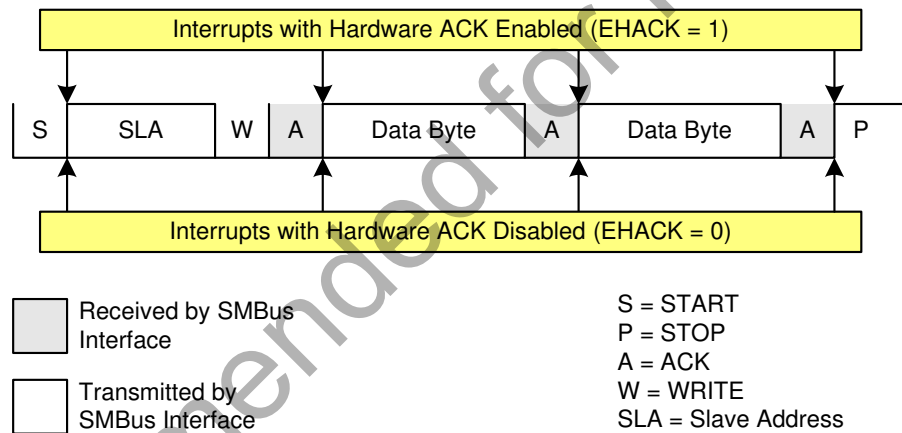 Interrupts with Hardware ACK Enabled (EHACK = 1)
S SLA W A Data Byte A Data Byte A P
Interrupts with Hardware ACK Disabled (EHACK = 0)
Received by SMBus
Interface
Transmitted by
SMBus Interface
S = START
P = STOP
A = ACK
W = WRITE
SLA = Slave Address